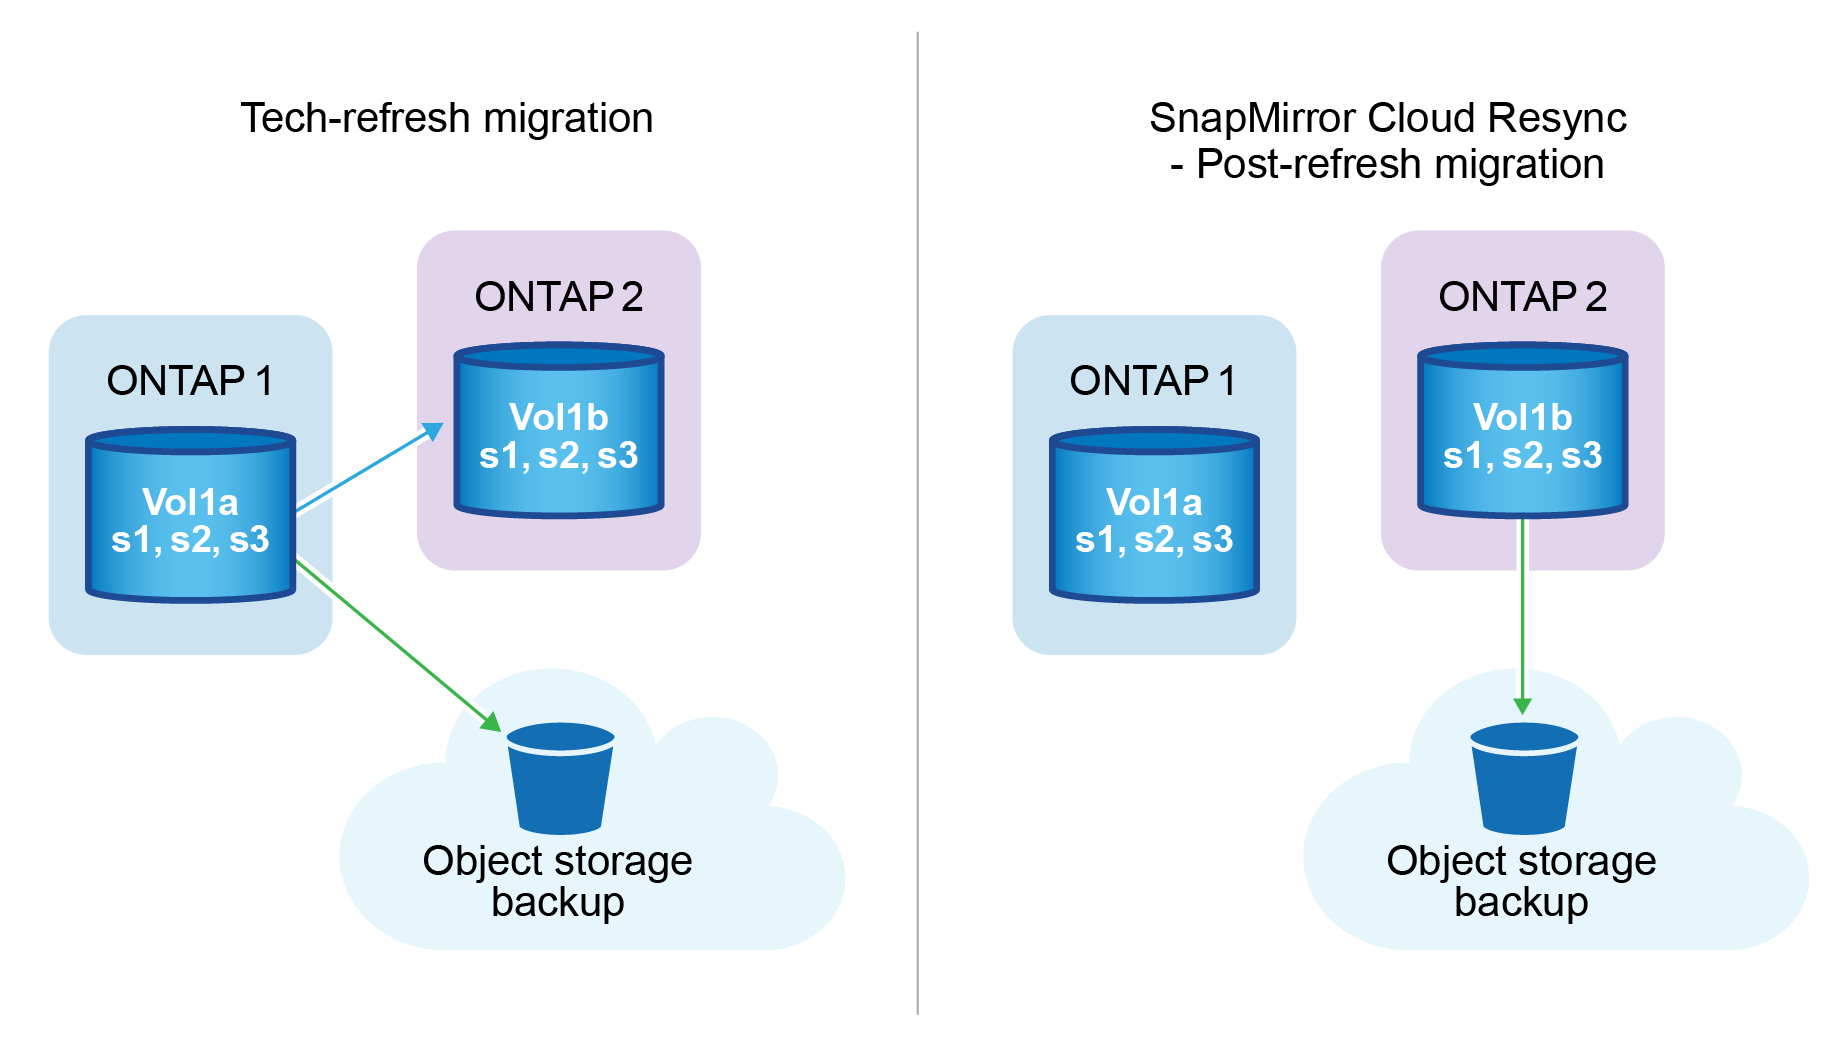 Tech-refresh migration
ONTAP 2
Vol1b
s1, s2, s3
ONTAP 1
Vol1a
s1, s2, s3
Object storage
backup
SnapMirror Cloud Resync
- Post-refresh migration
ONTAP 2
Vol1b
s1, s2, s3
ONTAP 1
Vol1a
s1, s2, s3
Object storage
backup